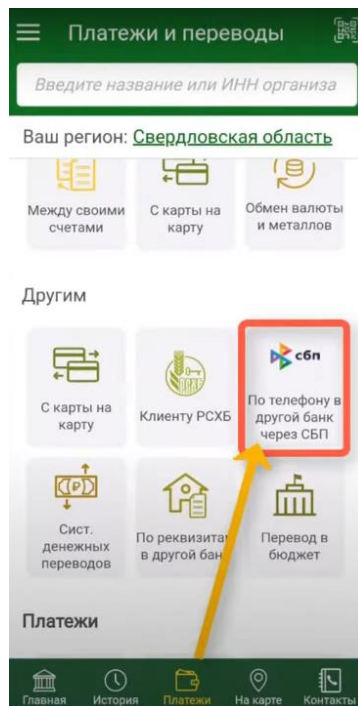 Платежи и переводы
Введите название или ИНН организа
Ваш регион: Свердловская область
Между своими
счетами
С карты на
карту
Обмен валюты
и металлов
Другим
С карты на
карту
Клиенту РСХБ
сбп
По телефону в
другой банк
через СБП
Сист.
денежных
переводов
По реквизитам
в другой банк
Перевод в
бюджет
Платежи
Главная
История
Платежи
На карте
Контакты